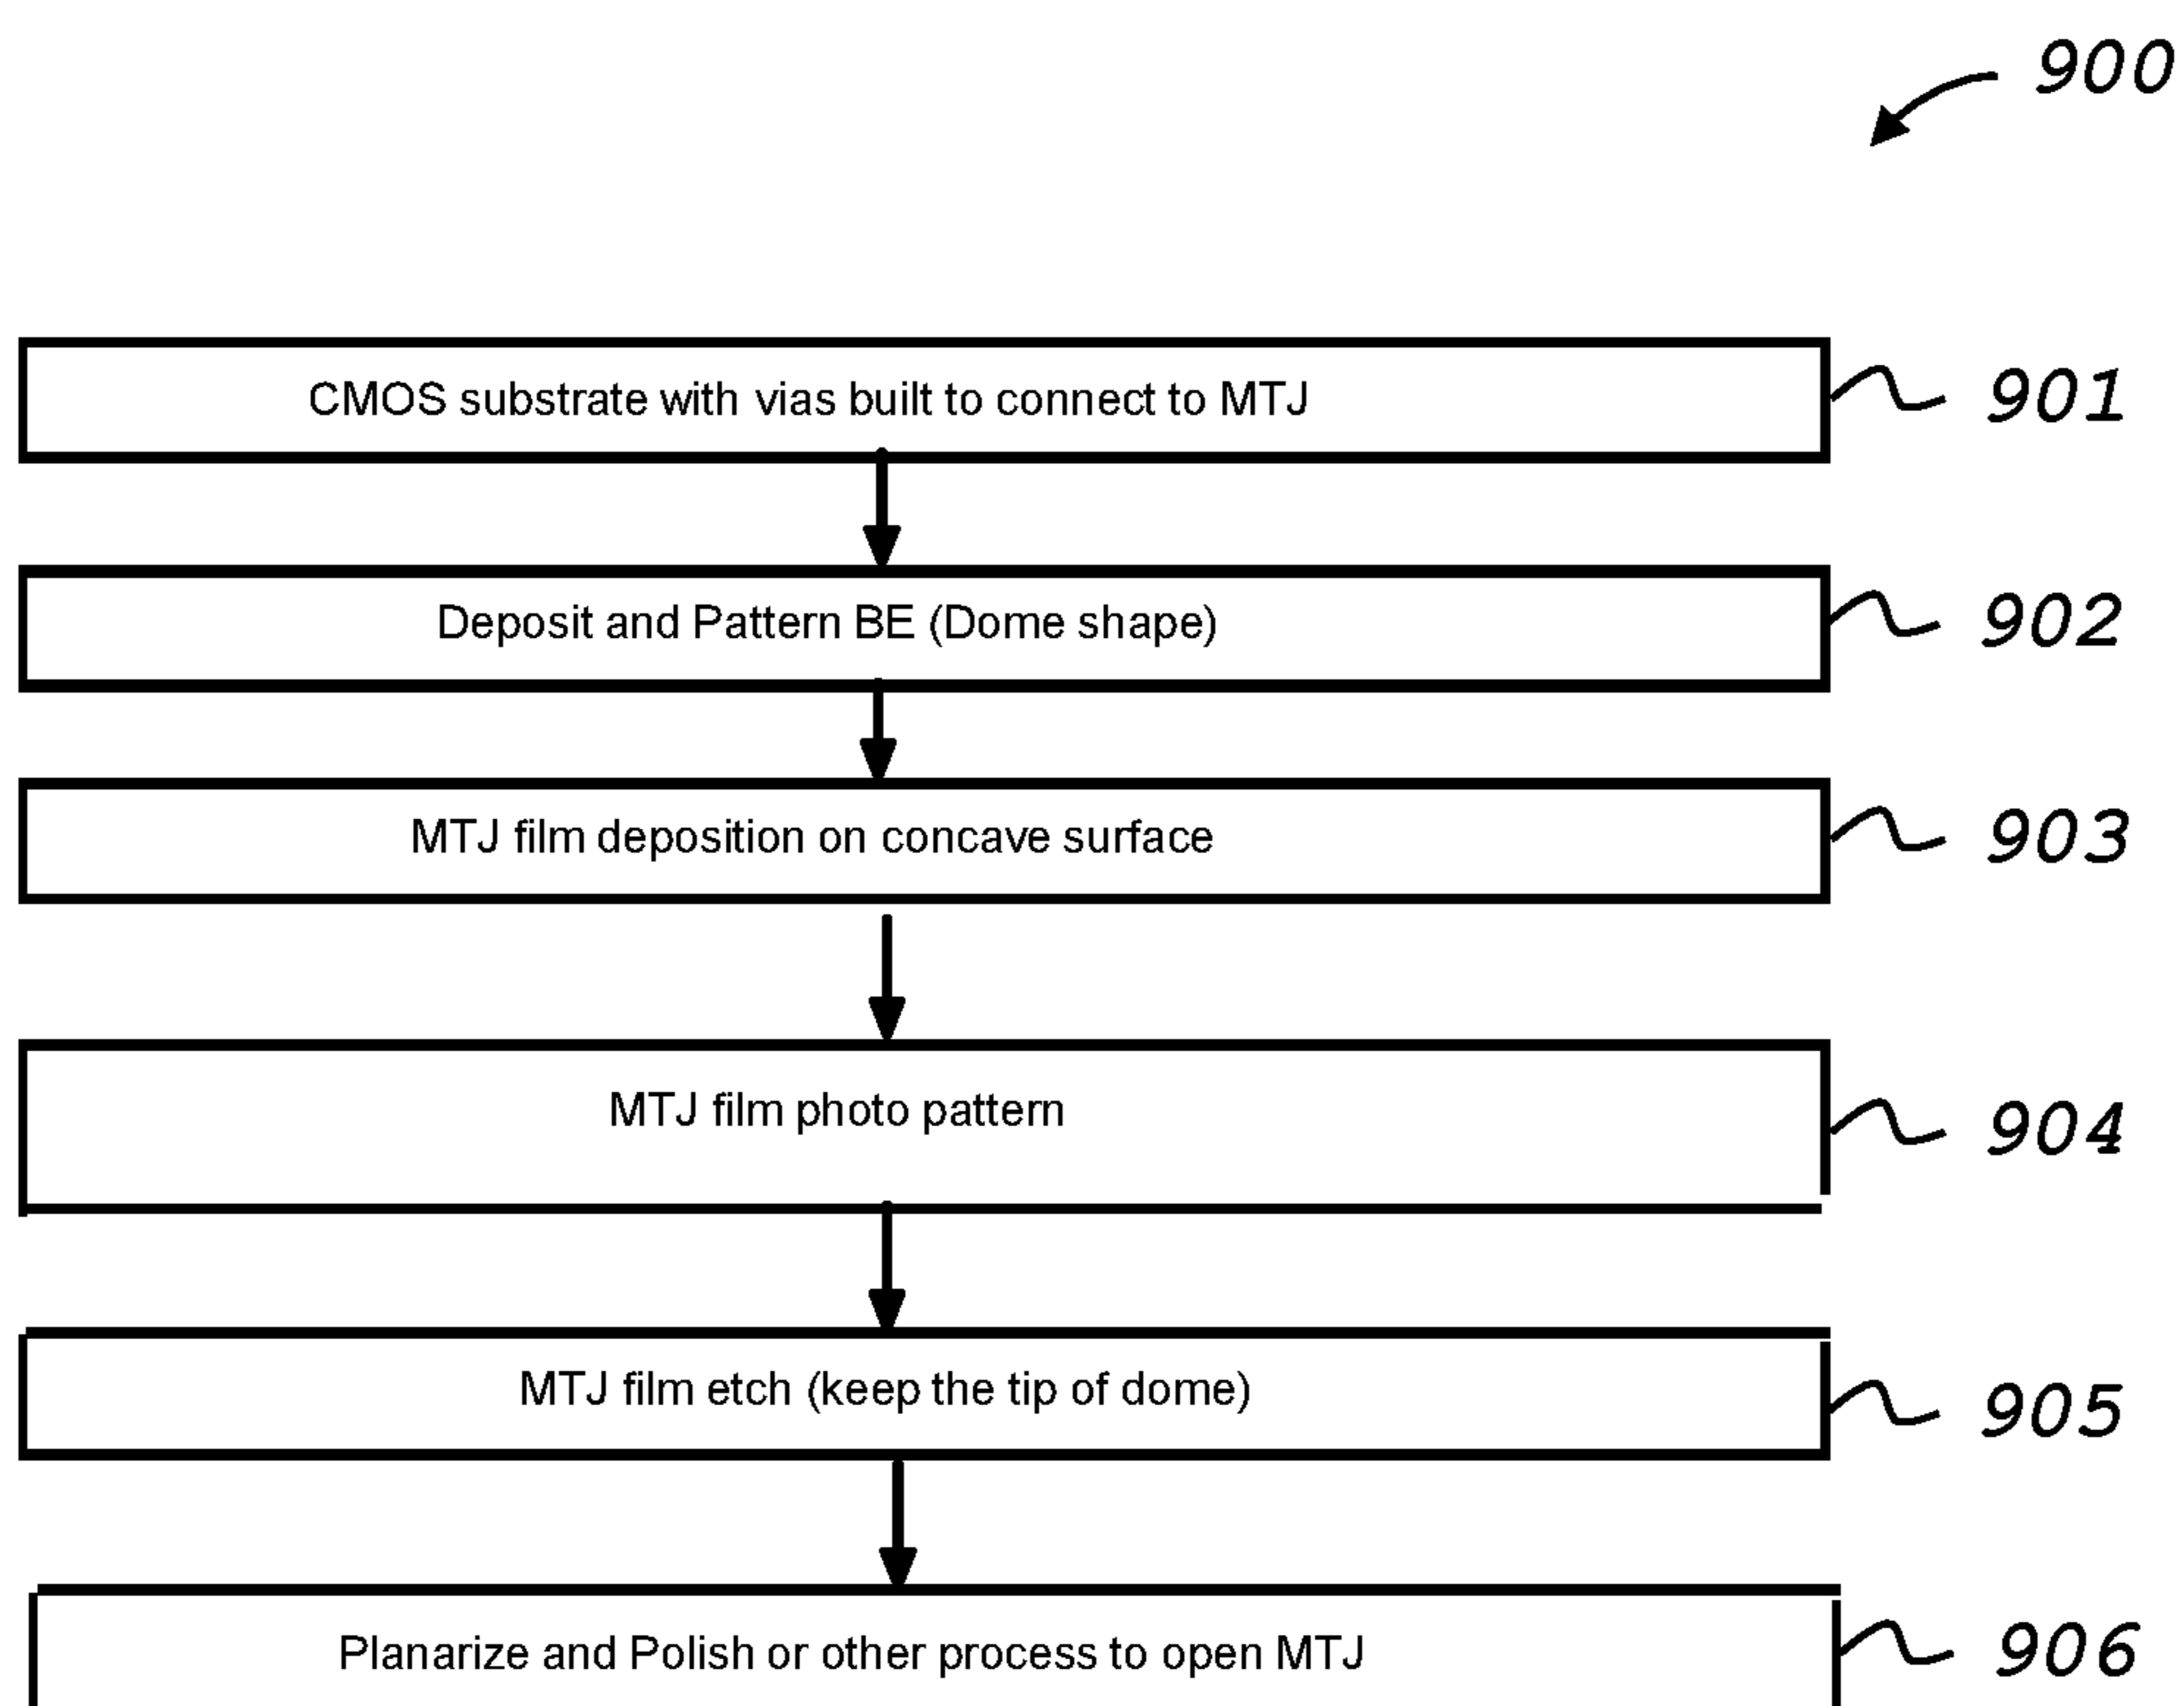 900
CMOS substrate with vias built to connect to MTJ
901
Deposit and Pattern BE (Dome shape)
902
MTJ film deposition on concave surface
903
MTJ film photo pattern
904
MTJ film etch (keep the tip of dome)
905
Planarize and Polish or other process to open MTJ
906